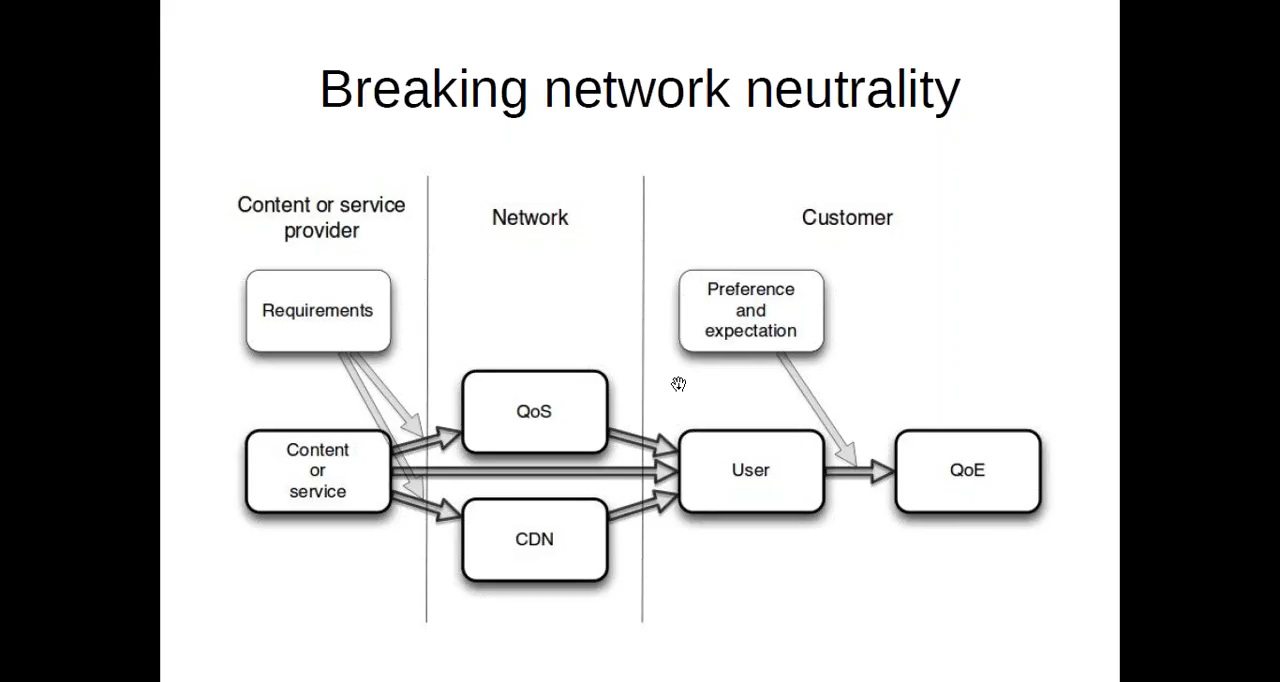 Breaking network neutrality
Content or service
provider
Network
Customer
Requirements
Preference
and
expectation
QoS
Content
or
service
User
QoE
CDN